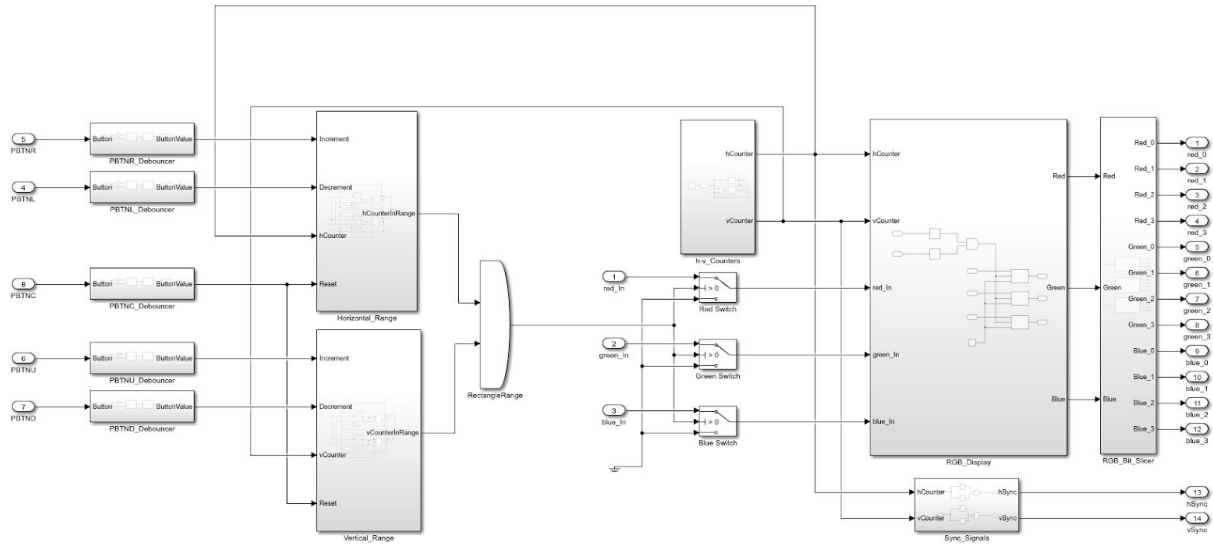 5
PBTNR
Button ButtonValue
PBTNR_Debouncer
4
PBTNL
Button ButtonValue
PBTNL_Debouncer
8
PBTNC
Button ButtonValue
PBTNC_Debouncer
6
PBTNU
Button ButtonValue
PBTNU_Debouncer
7
PBTND
Button ButtonValue
PBTND_Debouncer
Increment
Decrement
hCounterInRange
hCounter
Reset
Horizontal_Range
Increment
Decrement
vCounterInRange
vCounter
Reset
Vertical_Range
RectangleRange
hCounter
vCounter
h-v_Counters
1
red_In
> 0
Red Switch
2
green_In
> 0
Green Switch
3
blue_In
> 0
Blue Switch
hCounter
Red
vCounter
red_In
Green
green_In
Blue
blue_In
RGB_Display
Red
Green
Blue
Red_0
Red_1
Red_2
Red_3
Green_0
Green_1
Green_2
Green_3
Blue_0
Blue_1
Blue_2
Blue_3
RGB_Bit_Slicer
1
red_0
2
red_1
3
red_2
4
red_3
5
green_0
6
green_1
7
green_2
8
green_3
9
blue_0
10
blue_1
11
blue_2
12
blue_3
hCounter hSync
vCounter vSync
Sync_Signals
13
hSync
14
vSync